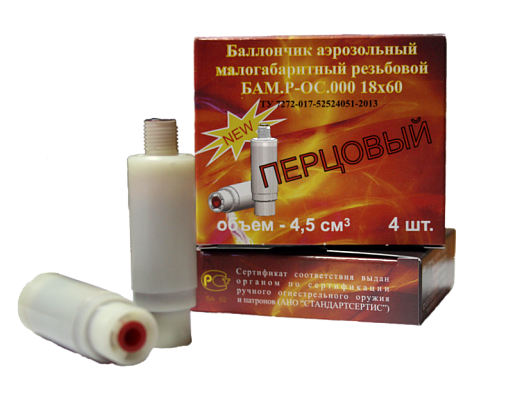 Баллончик аэрозольный
малогабаритный резьбовой
БАМ.Р-ОС.000 18х60
ТУ 7272-017-52524051-2013
NEW
ПЕРЦОВЫЙ
объем - 4,5 см³
4 шт.
Сертификат соответствия выдан
органом по сертификации
ручного огнестрельного оружия
и патронов (АНО "СТАНДАРТСЕРТИС")